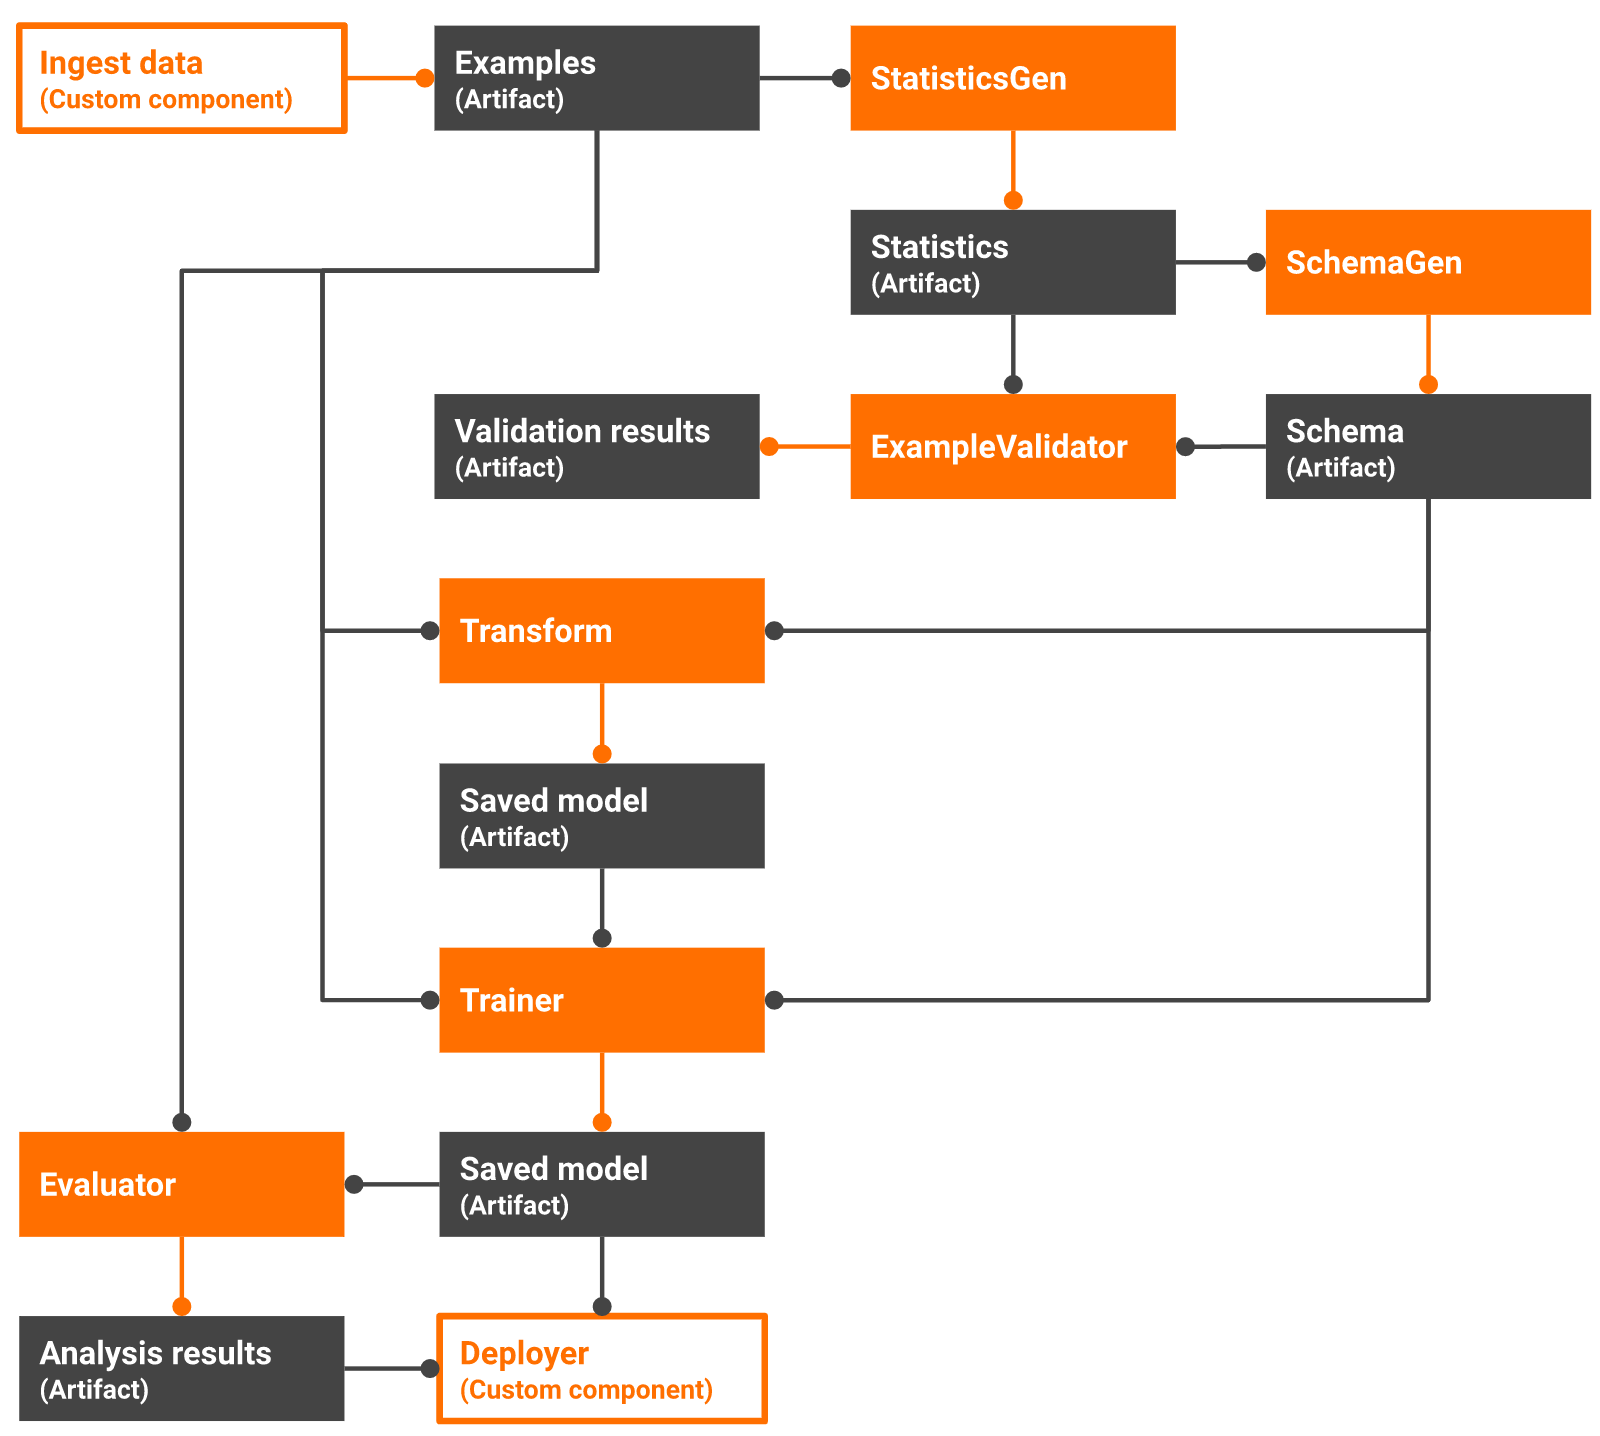 Ingest data
(Custom component)
Examples
(Artifact)
StatisticsGen
Statistics
(Artifact)
SchemaGen
Validation results
(Artifact)
ExampleValidator
Schema
(Artifact)
Transform
Saved model
(Artifact)
Trainer
Evaluator
Saved model
(Artifact)
Analysis results
(Artifact)
Deployer
(Custom component)